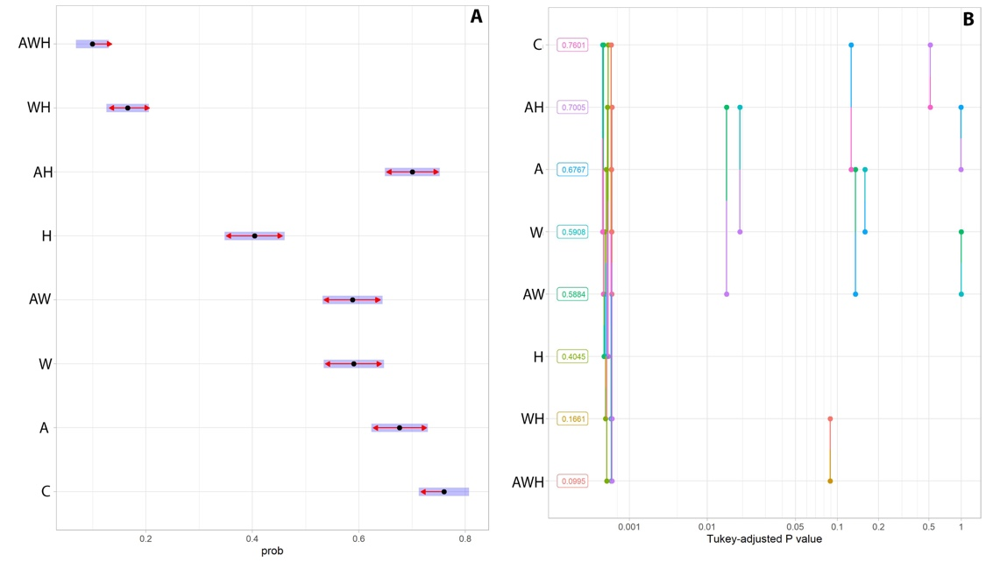 A
AWH
WH
AH
H
AW
W
A
C
0.2
0.4
0.6
0.8
prob
B
C 0.7601
AH 0.7005
A 0.6767
W 0.5908
AW 0.5884
H 0.4045
WH 0.1661
AWH 0.0995
0.001
0.01
0.05
0.1
0.2
0.5
1
Tukey-adjusted P value